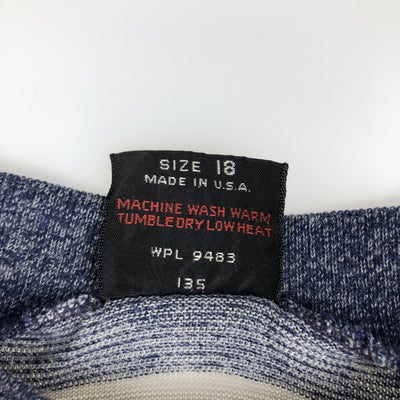 SIZE 18
MADE IN U.S.A.
MACHINE WASH WARM
TUMBLE DRY LOW HEAT
WPL 9483
135